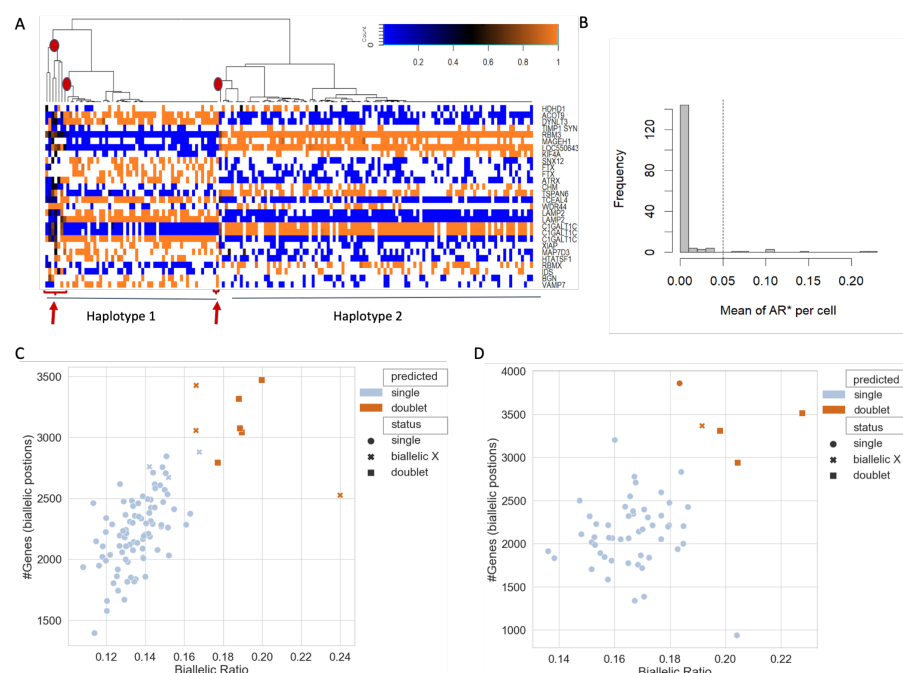 A
B
Count
0
0.2 0.4 0.6 0.8 1
HDHD1
ACOT9
DYNLT3
TIMP1 SYN
RBM3
MAGEH1
LOC550643
KIF4A
SNX12
FTX
FTX
ATRX
CHM
TSPAN6
TCEAL4
WDR44
LAMP2
LAMP2
C1GALT1C
C1GALT1C
C1GALT1C
XIAP
MAP7D3
HTATSF1
RBMX
IDS
BGN
VAMP7
Haplotype 1
Haplotype 2
Frequency
0 40 80 120
0.00 0.05 0.10 0.15 0.20
Mean of AR* per cell
C
#Genes (biallelic postions)
3500
3000
2500
2000
1500
0.12 0.14 0.16 0.18 0.20 0.22 0.24
Biallelic Ratio
predicted
single
doublet
status
single
biallelic X
doublet
D
#Genes (biallelic positions)
4000
3500
3000
2500
2000
1500
1000
0.14 0.16 0.18 0.20 0.22
Biallelic Ratio
predicted
single
doublet
status
single
biallelic X
doublet